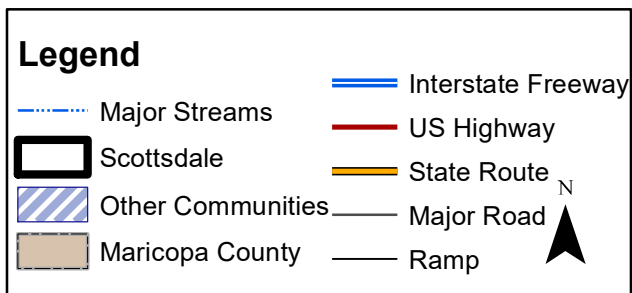 Legend
Major Streams
Scottsdale
Other Communities
Maricopa County
Interstate Freeway
US Highway
State Route
Major Road
Ramp
N